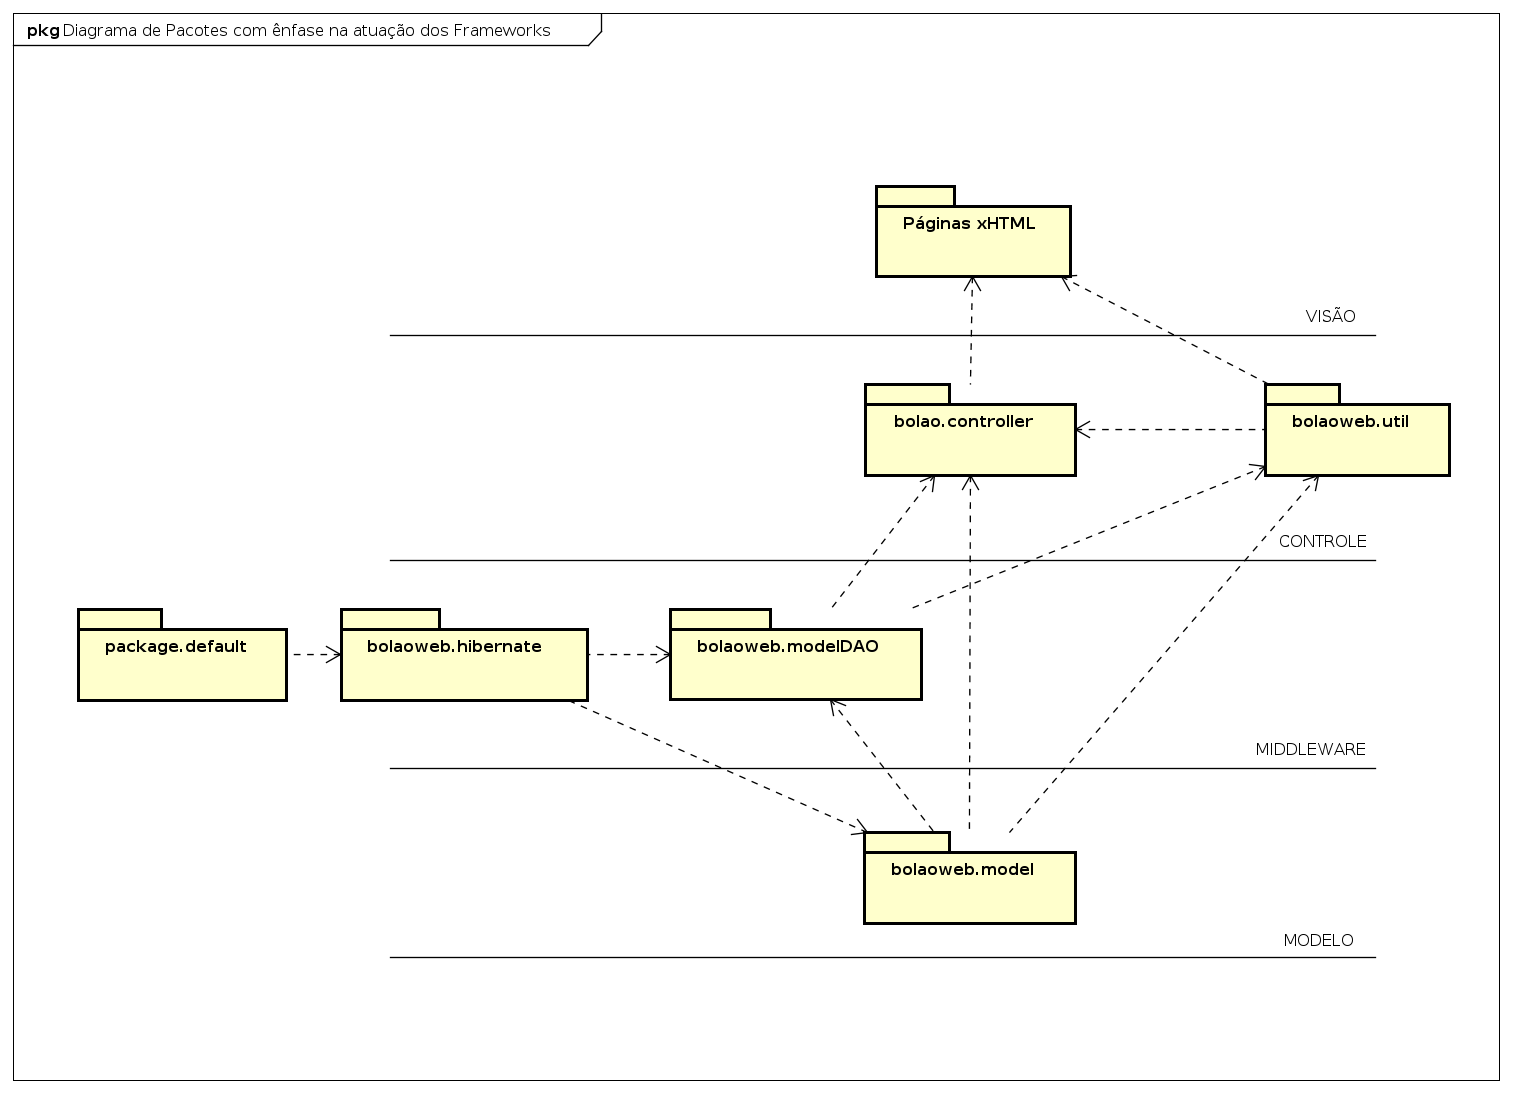 pkg Diagrama de Pacotes com ênfase na atuação dos Frameworks
Páginas xHTML
VISÃO
bolao.controller
bolaoweb.util
CONTROLE
package.default
bolaoweb.hibernate
bolaoweb.modelDAO
MIDDLEWARE
bolaoweb.model
MODELO